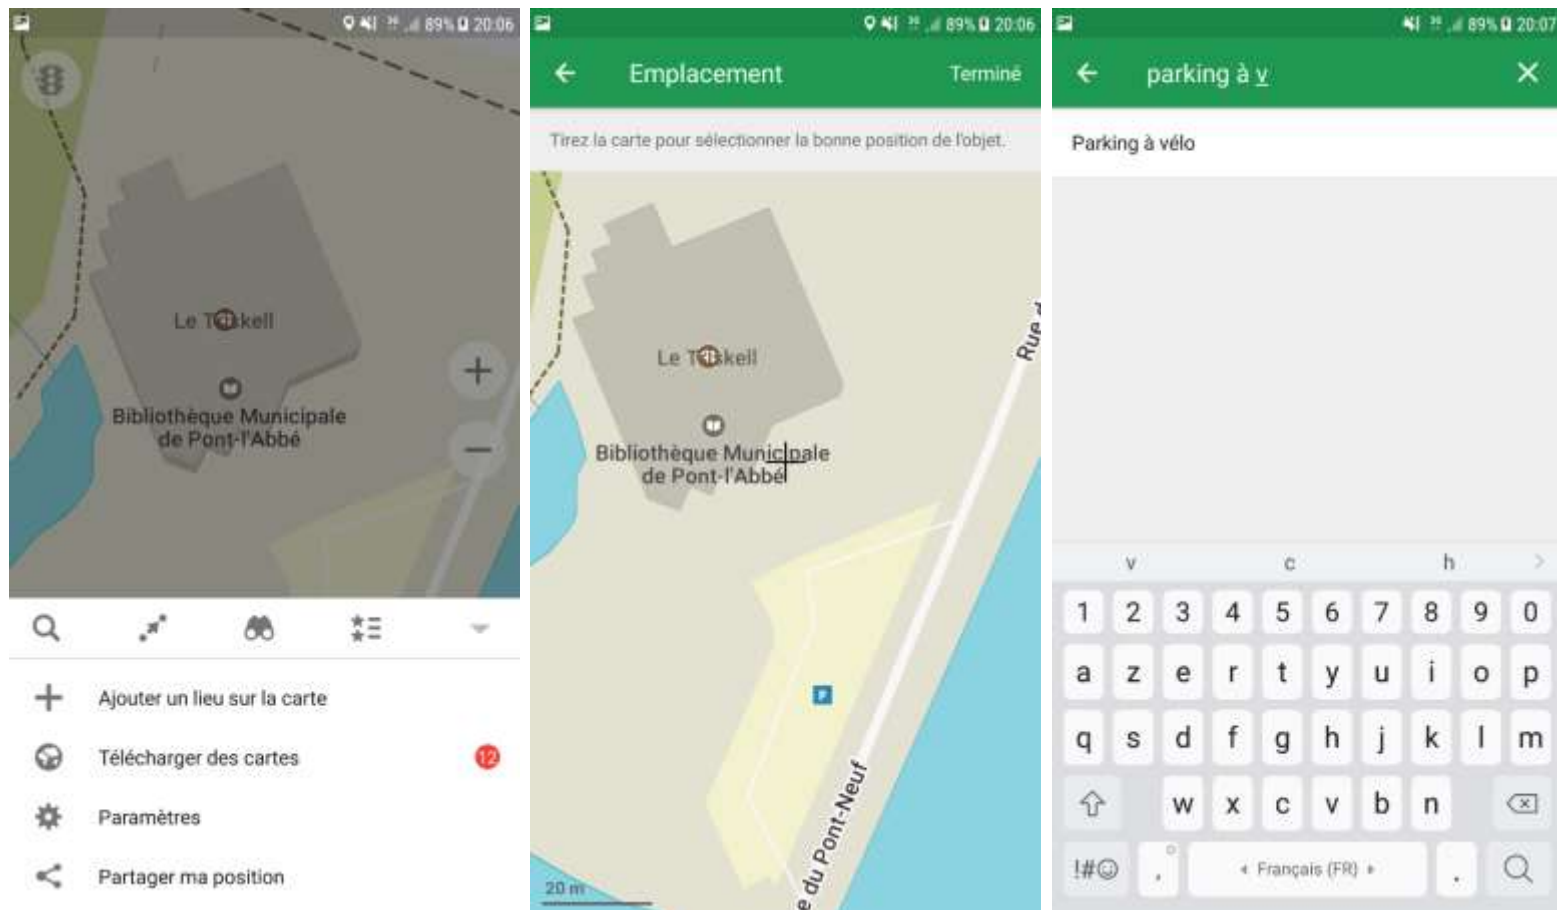 89% 20:06
Le Triskell
Bibliothèque Municipale
de Pont-l'Abbé
Ajouter un lieu sur la carte
Télécharger des cartes
12
Paramètres
Partager ma position
89% 20:06
Emplacement
Terminé
Tirez la carte pour sélectionner la bonne position de l'objet.
Le Triskell
Rue d
Bibliothèque Municipale
de Pont-l'Abbé
P
e du Pont-Neuf
20 m
89% 20:07
parking à v
Parking à vélo
v c h
1 2 3 4 5 6 7 8 9 0
a z e r t y u i o p
q s d f g h j k l m
w x c v b n
!#☺ , Français (FR) .